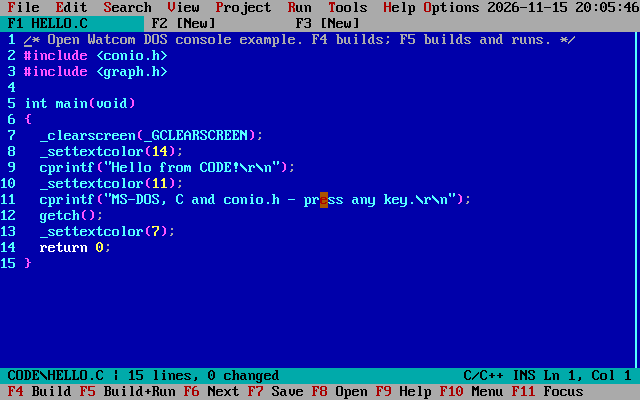 File Edit Search View Project Run Tools Help Options 2026-11-15 20:05:46
F1 HELLO.C F2 [New] F3 [New]
1 /* Open Watcom DOS console example. F4 builds; F5 builds and runs. */
2 #include <conio.h>
3 #include <graph.h>
4
5 int main(void)
6 {
7 _clearscreen(_GCLEARSCREEN);
8 _settextcolor(14);
9 cprintf("Hello from CODE!\r\n");
10 _settextcolor(11);
11 cprintf("MS-DOS, C and conio.h - press any key.\r\n");
12 getch();
13 _settextcolor(7);
14 return 0;
15 }
CODE\HELLO.C | 15 lines, 0 changed C/C++ INS Ln 1, Col 1
F4 Build F5 Build+Run F6 Next F7 Save F8 Open F9 Help F10 Menu F11 Focus